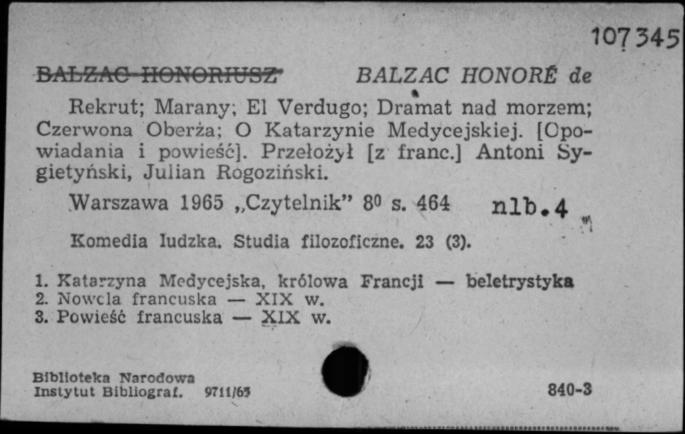 107345
BALZAC HONORIUSZ BALZAC HONORÉ de
Rekrut; Marany; El Verdugo; Dramat nad morzem;
Czerwona Oberża; O Katarzynie Medycejskiej. [Opo-
wiadania i powieść]. Przełożył [z franc.] Antoni Sy-
gietyński, Julian Rogoziński.
Warszawa 1965 „Czytelnik” 8⁰ s. 464 nlb.4
Komedia ludzka. Studia filozoficzne. 23 (3).
1. Katarzyna Medycejska, królowa Francji — beletrystyka
2. Nowela francuska — XIX w.
3. Powieść francuska — XIX w.
Biblioteka Narodowa
Instytut Bibliograf. 9711/65 840-3